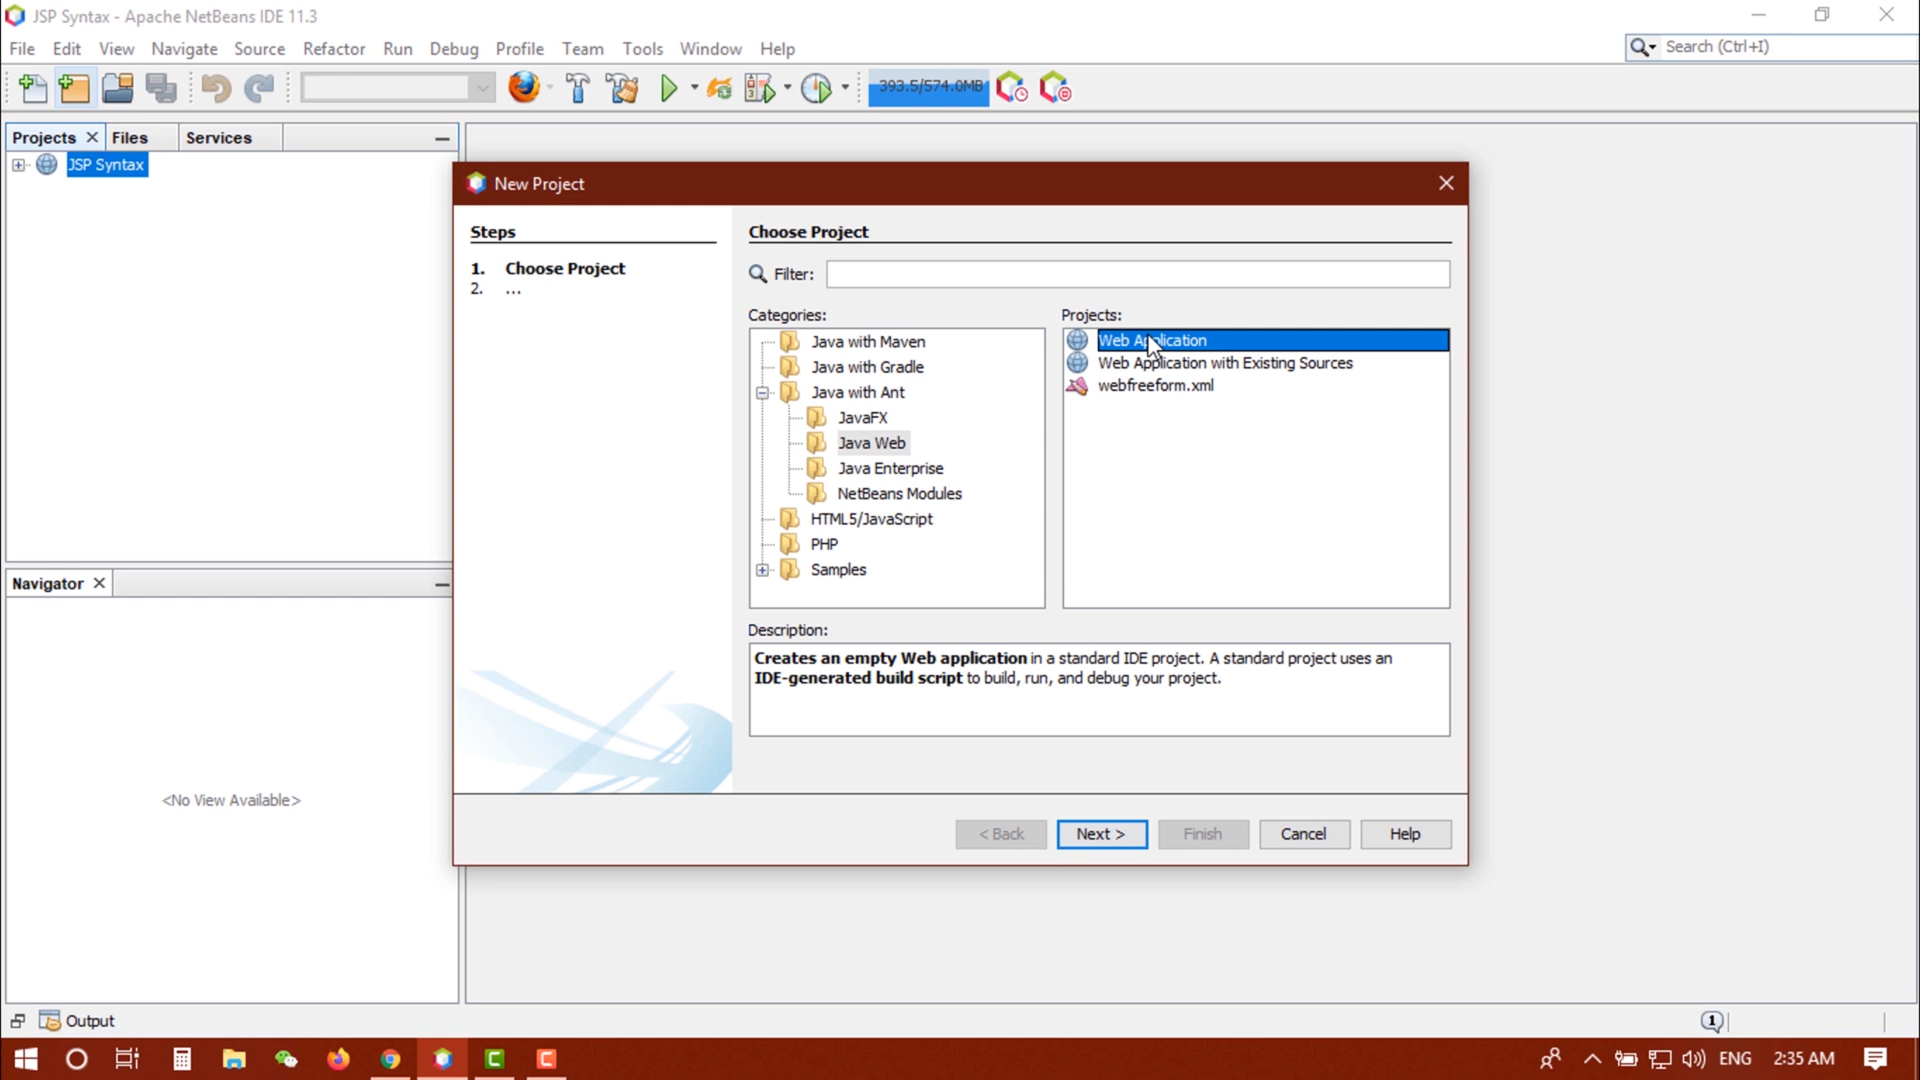 JSP Syntax - Apache NetBeans IDE 11.3
File Edit View Navigate Source Refactor Run Debug Profile Team Tools Window Help
Search (Ctrl+I)
393.5/574.0MB
Projects Files Services
JSP Syntax
New Project
Steps
1. Choose Project
2. ...
Choose Project
Filter:
Categories:
Java with Maven
Java with Gradle
Java with Ant
JavaFX
Java Web
Java Enterprise
NetBeans Modules
HTML5/JavaScript
PHP
Samples
Projects:
Web Application
Web Application with Existing Sources
webfreeform.xml
Description:
Creates an empty Web application in a standard IDE project. A standard project uses an
IDE-generated build script to build, run, and debug your project.
< Back Next > Finish Cancel Help
Navigator
<No View Available>
Output
1
ENG 2:35 AM